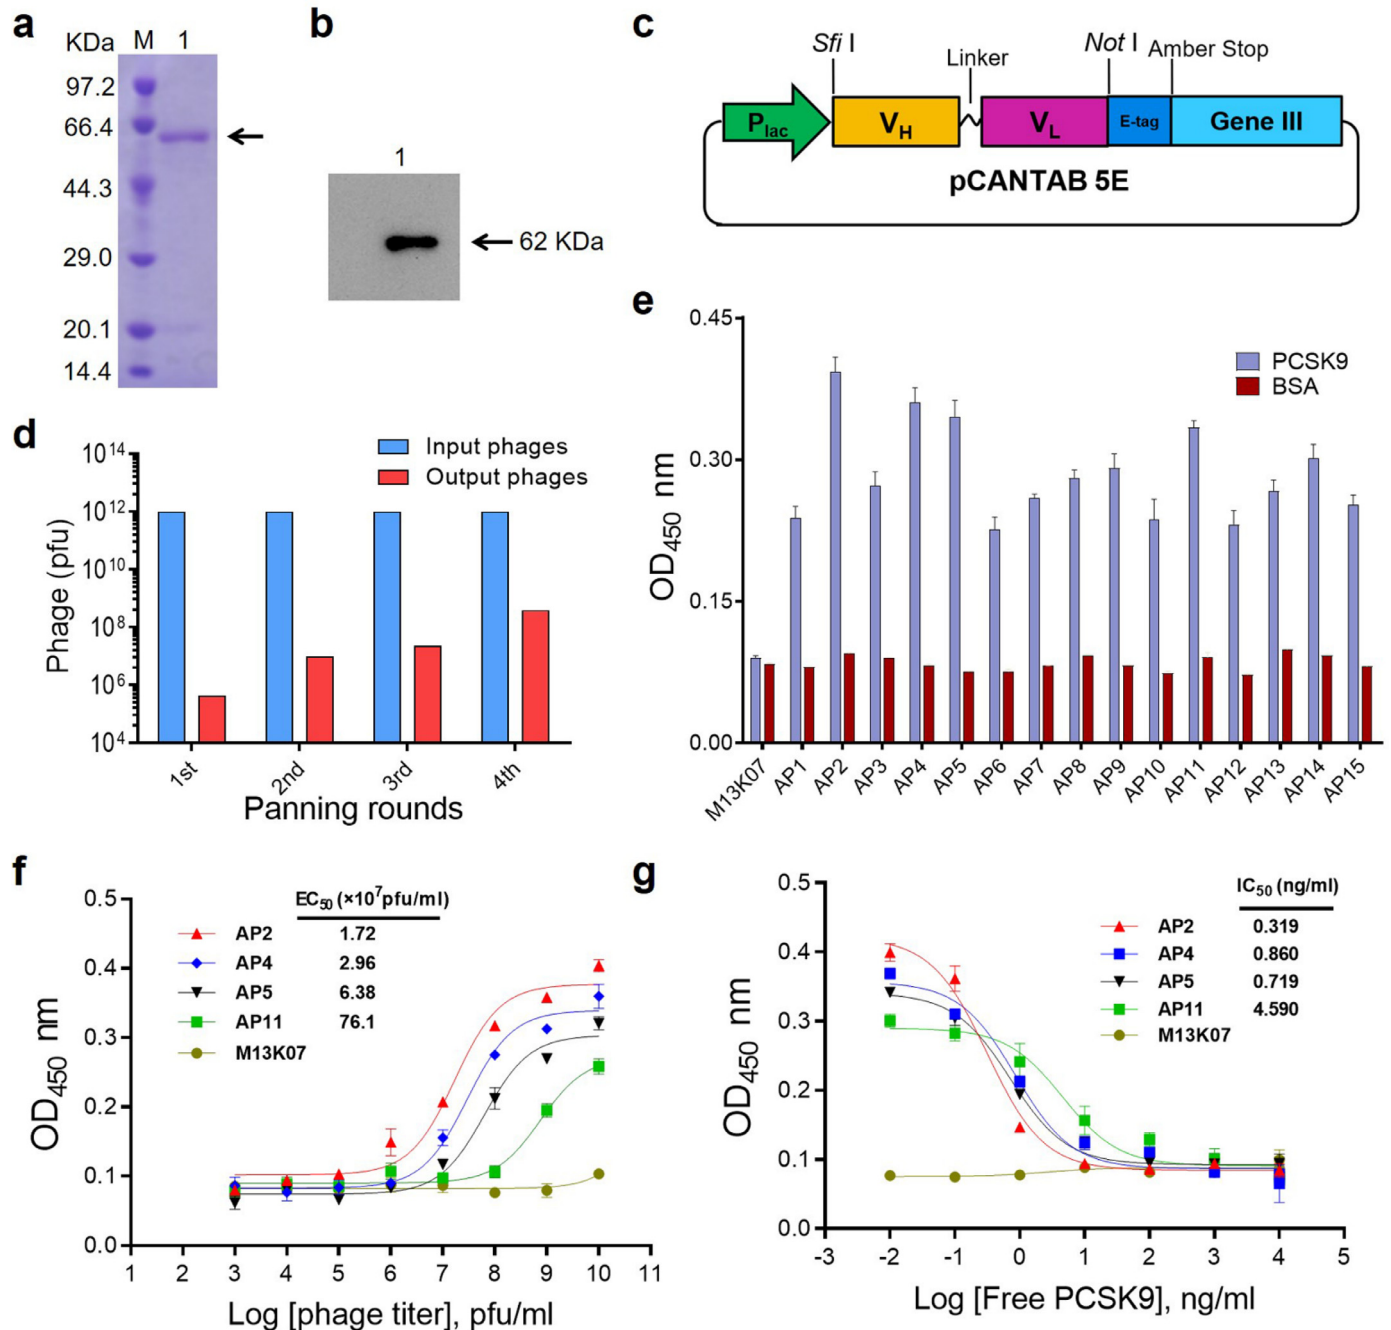 a
KDa M 1
97.2
66.4
44.3
29.0
20.1
14.4
b
1
62 KDa
c
Sfi I
Linker
Not I
Amber Stop
Plac
VH
VL
E-tag
Gene III
pCANTAB 5E
d
Input phages
Output phages
Phage (pfu)
10^14
10^12
10^10
10^8
10^6
10^4
1st
2nd
3rd
4th
Panning rounds
e
PCSK9
BSA
OD450 nm
0.45
0.30
0.15
0.00
M13K07
AP1
AP2
AP3
AP4
AP5
AP6
AP7
AP8
AP9
AP10
AP11
AP12
AP13
AP14
AP15
f
EC50 (×10^7pfu/ml)
AP2 1.72
AP4 2.96
AP5 6.38
AP11 76.1
M13K07
OD450 nm
0.5
0.4
0.3
0.2
0.1
0.0
1 2 3 4 5 6 7 8 9 10 11
Log [phage titer], pfu/ml
g
IC50 (ng/ml)
AP2 0.319
AP4 0.860
AP5 0.719
AP11 4.590
M13K07
OD450 nm
0.5
0.4
0.3
0.2
0.1
0.0
-3 -2 -1 0 1 2 3 4 5
Log [Free PCSK9], ng/ml